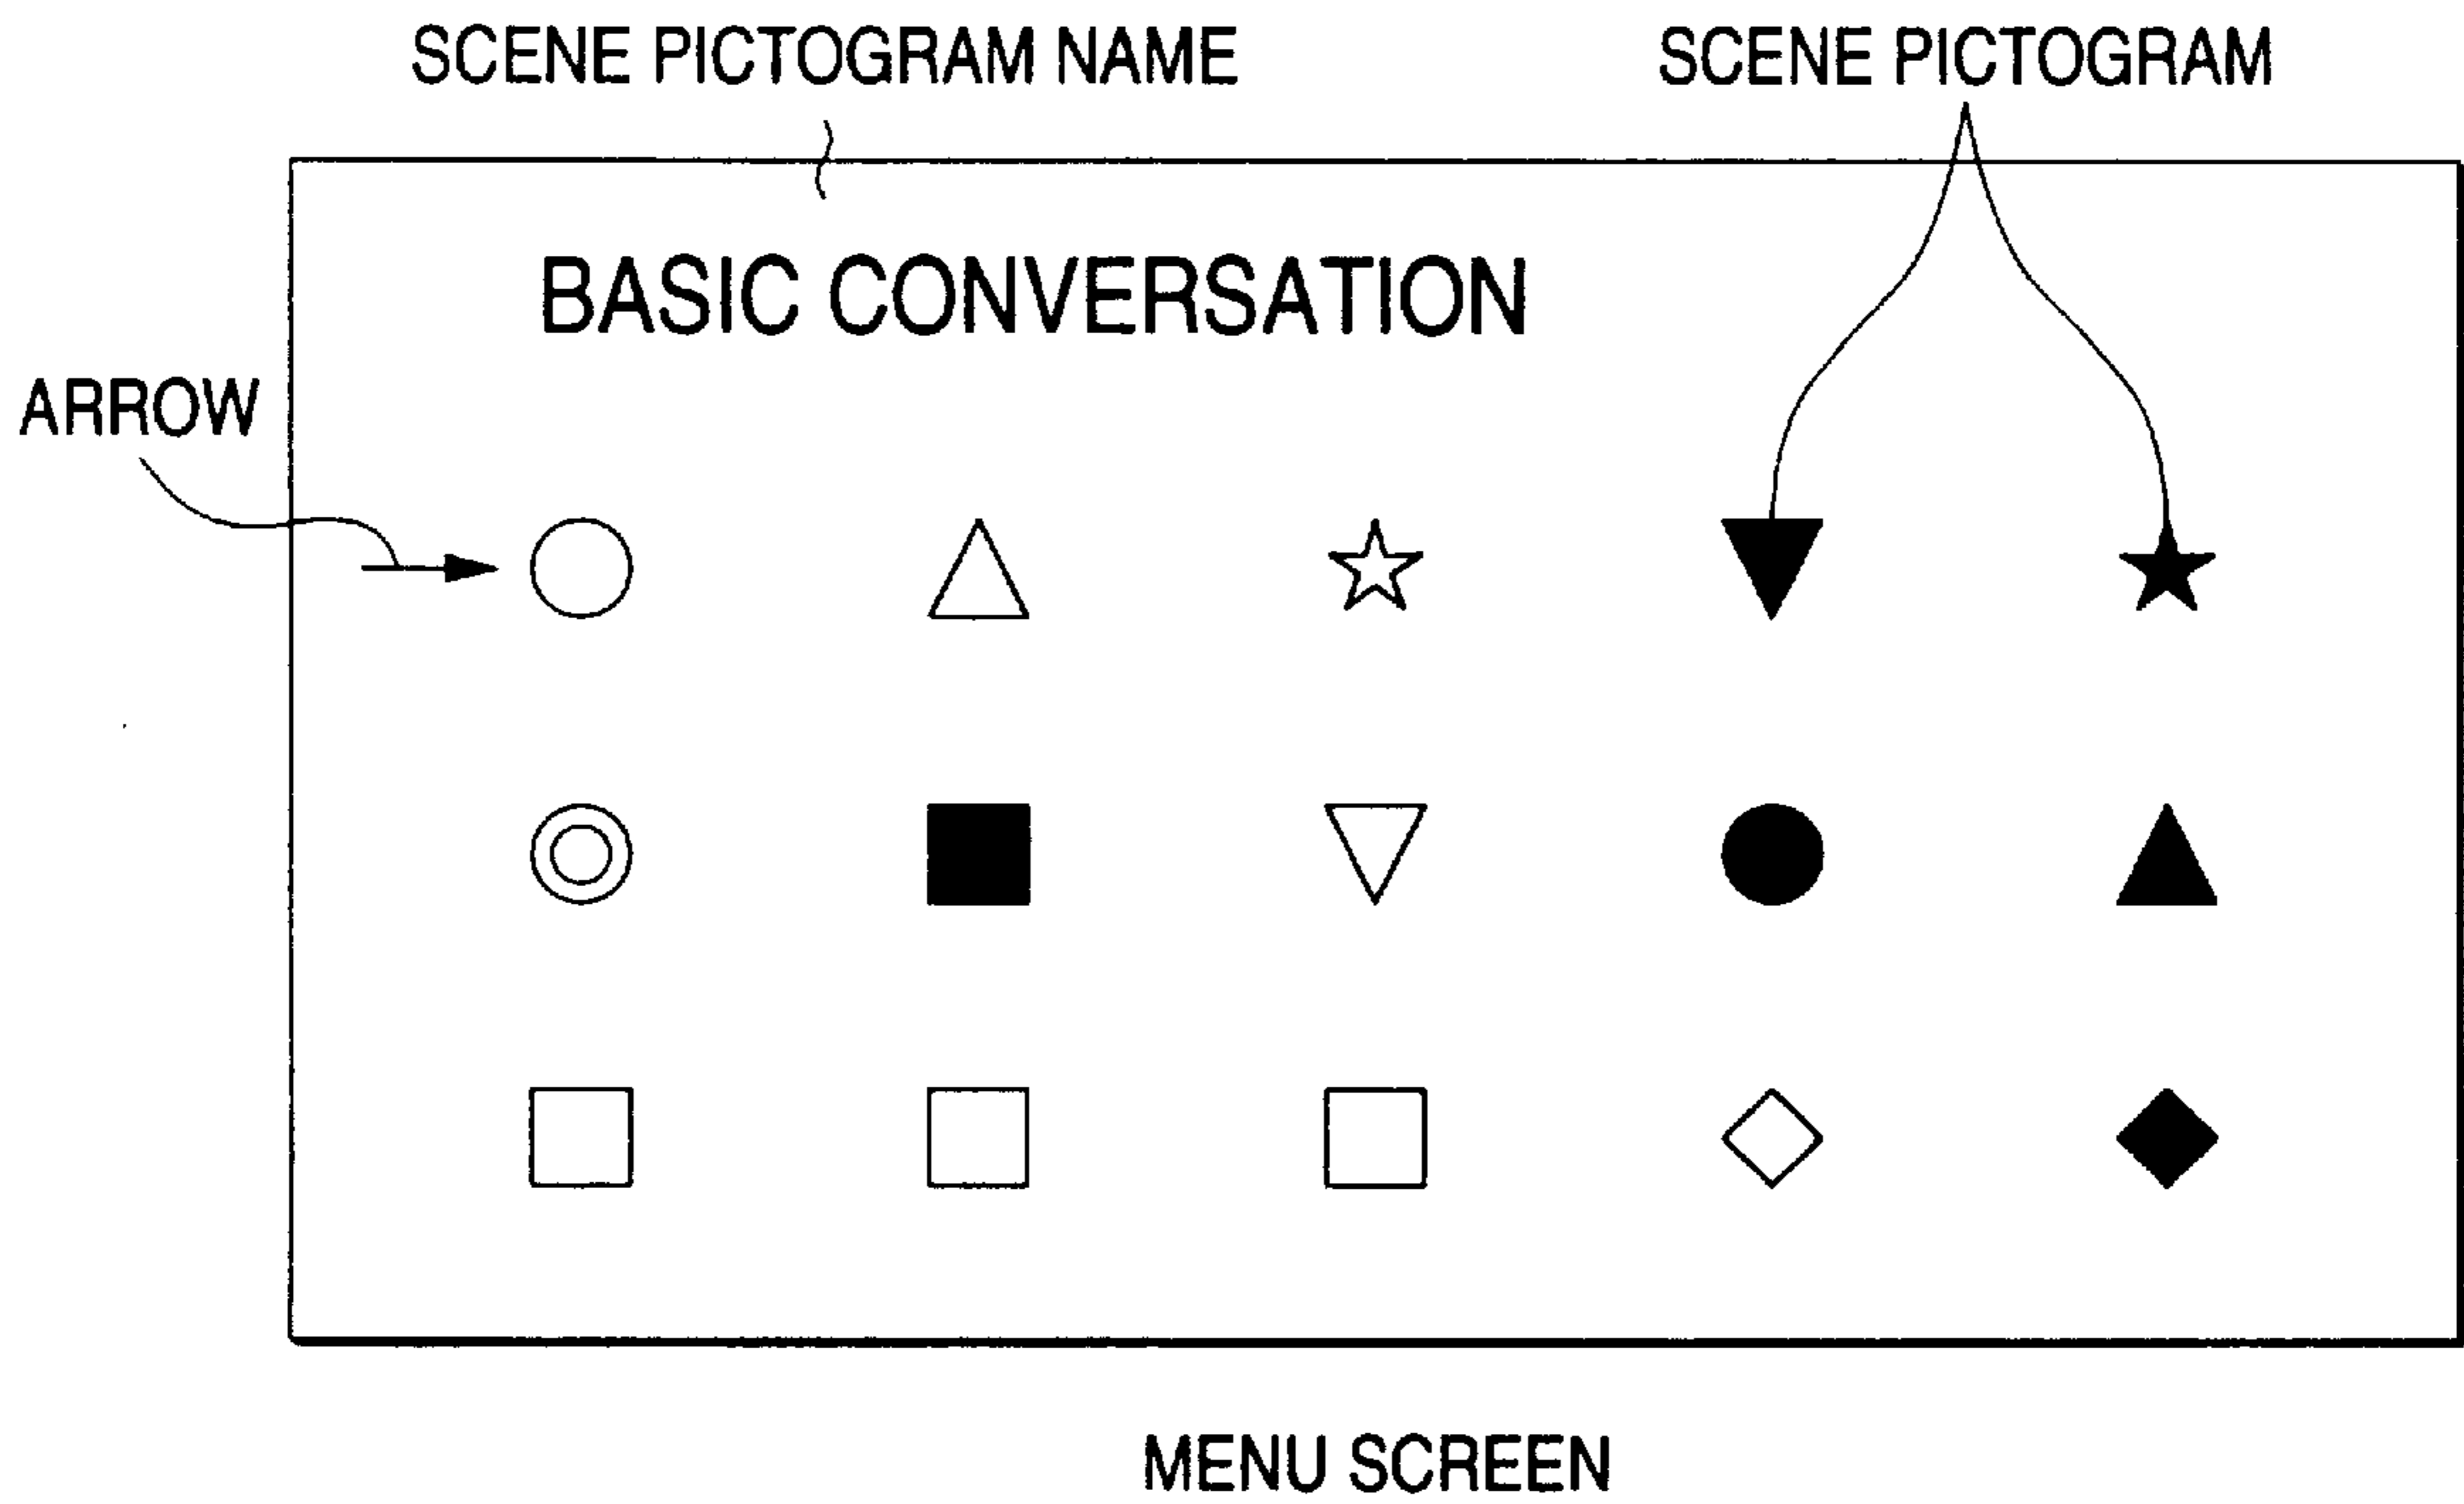 SCENE PICTOGRAM NAME
SCENE PICTOGRAM
BASIC CONVERSATION
ARROW
MENU SCREEN